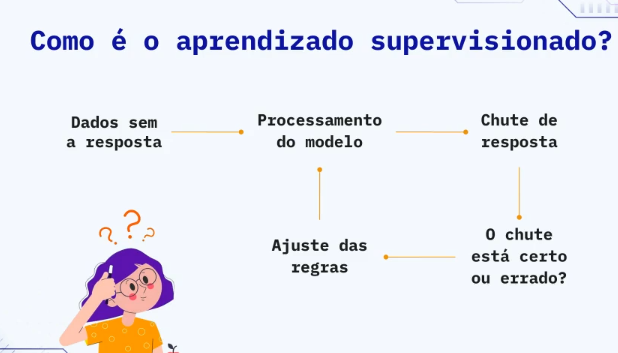 Como é o aprendizado supervisionado?
Dados sem
a resposta
Processamento
do modelo
Chute de
resposta
O chute
está certo
ou errado?
Ajuste das
regras
? ? ?